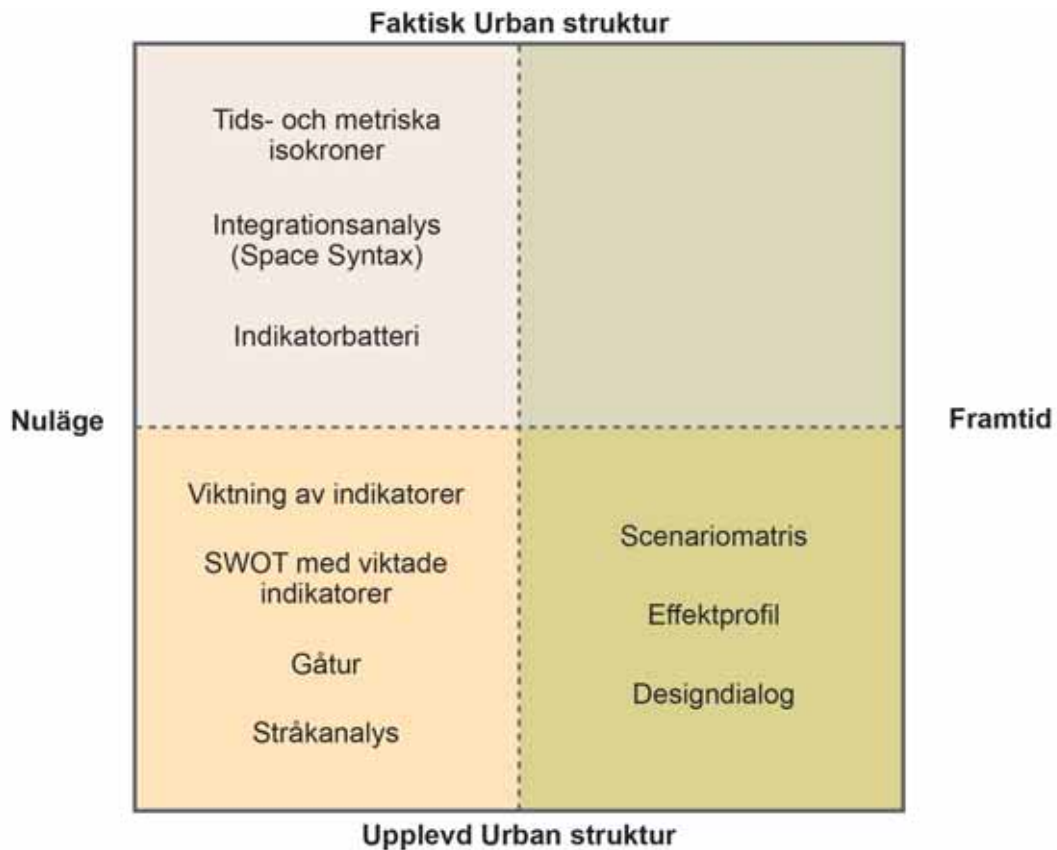 Faktisk Urban struktur
Tids- och metriska
isokroner
Integrationsanalys
(Space Syntax)
Indikatorbatteri
Nuläge
Framtid
Viktning av indikatorer
SWOT med viktade
indikatorer
Gåtur
Stråkanalys
Scenariomatris
Effektprofil
Designdialog
Upplevd Urban struktur